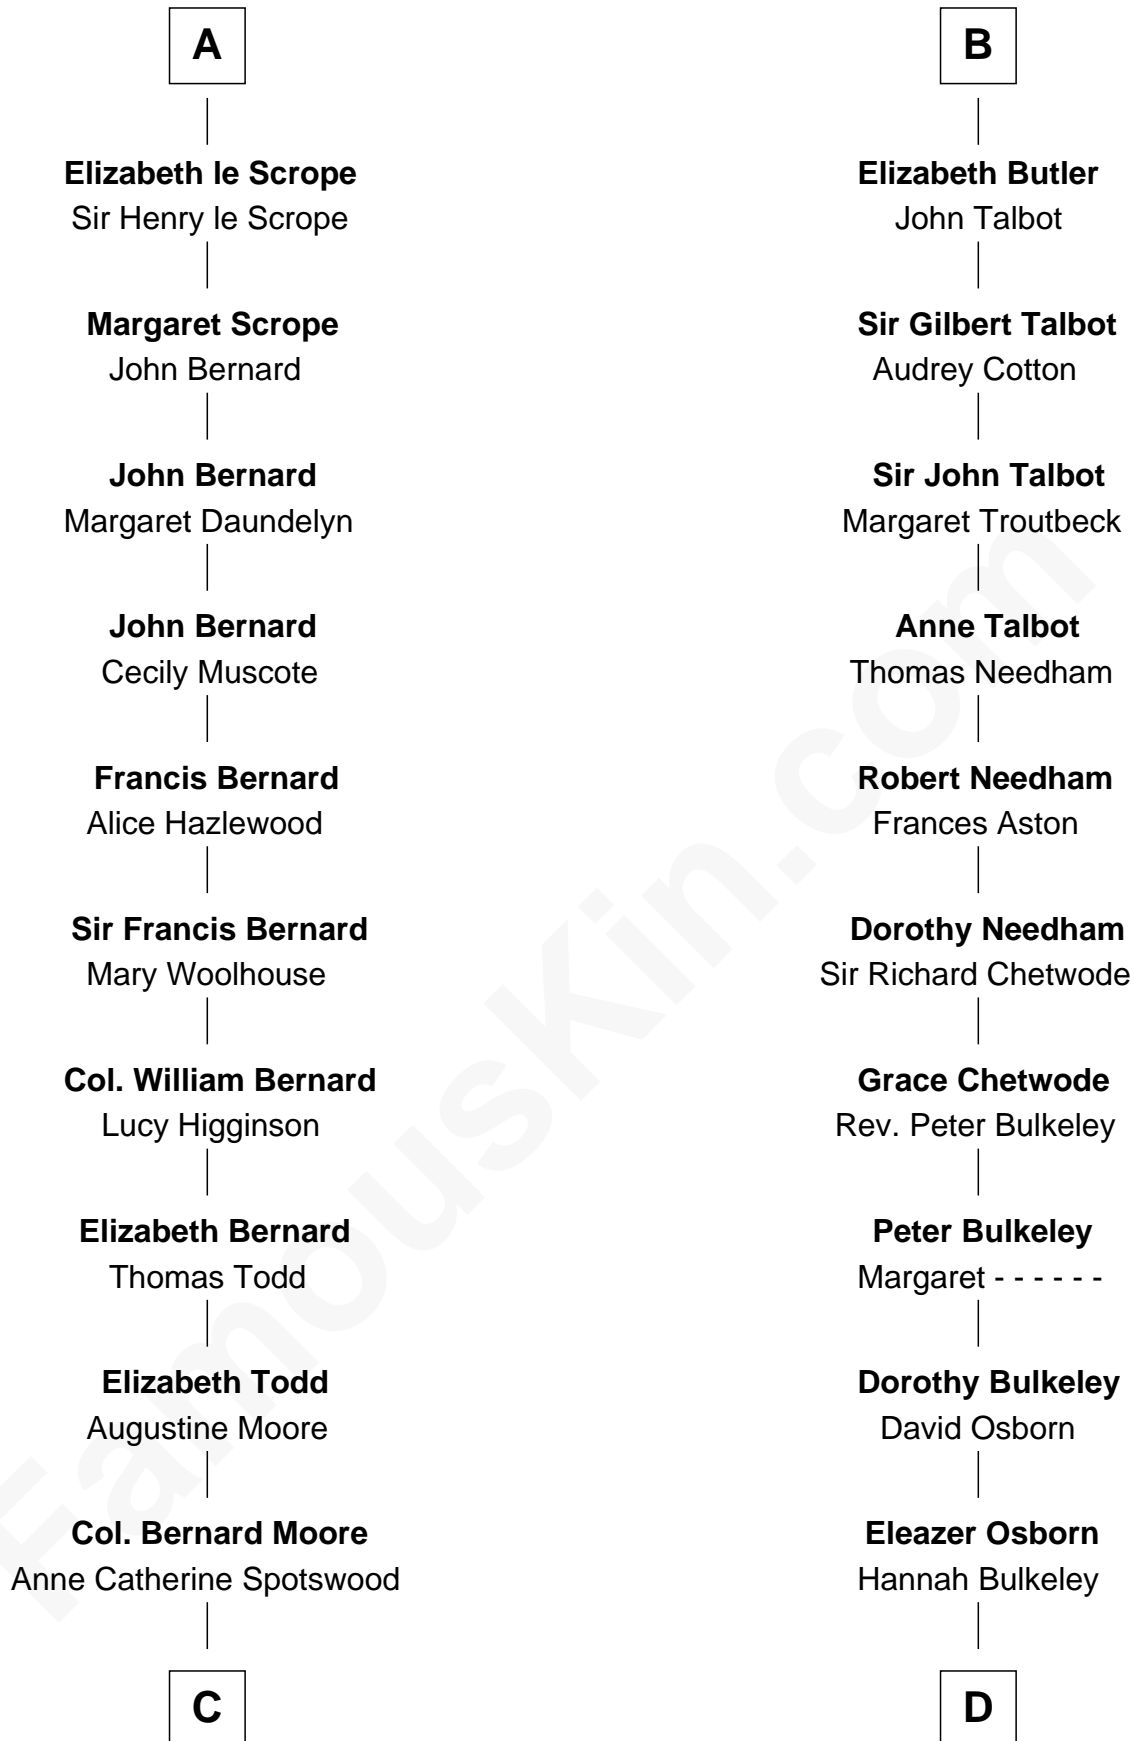 A
Elizabeth le Scrope
Sir Henry le Scrope
Margaret Scrope
John Bernard
John Bernard
Margaret Daundelyn
John Bernard
Cecily Muscote
Francis Bernard
Alice Hazlewood
Sir Francis Bernard
Mary Woolhouse
Col. William Bernard
Lucy Higginson
Elizabeth Bernard
Thomas Todd
Elizabeth Todd
Augustine Moore
Col. Bernard Moore
Anne Catherine Spotswood
C
B
Elizabeth Butler
John Talbot
Sir Gilbert Talbot
Audrey Cotton
Sir John Talbot
Margaret Troutbeck
Anne Talbot
Thomas Needham
Robert Needham
Frances Aston
Dorothy Needham
Sir Richard Chetwode
Grace Chetwode
Rev. Peter Bulkeley
Peter Bulkeley
Margaret - - - - - -
Dorothy Bulkeley
David Osborn
Eleazer Osborn
Hannah Bulkeley
D
FamousKin.com